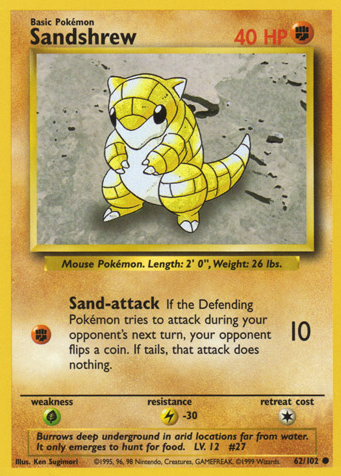 Basic Pokémon
Sandshrew 40 HP
Mouse Pokémon. Length: 2' 0", Weight: 26 lbs.
Sand-attack If the Defending
Pokémon tries to attack during your
opponent's next turn, your opponent
flips a coin. If tails, that attack does
nothing.
10
weakness resistance retreat cost
-30
Burrows deep underground in arid locations far from water.
It only emerges to hunt for food. LV. 12 #27
Illus. Ken Sugimori ©1995, 96, 98 Nintendo, Creatures, GAMEFREAK. ©1999 Wizards. 62/102